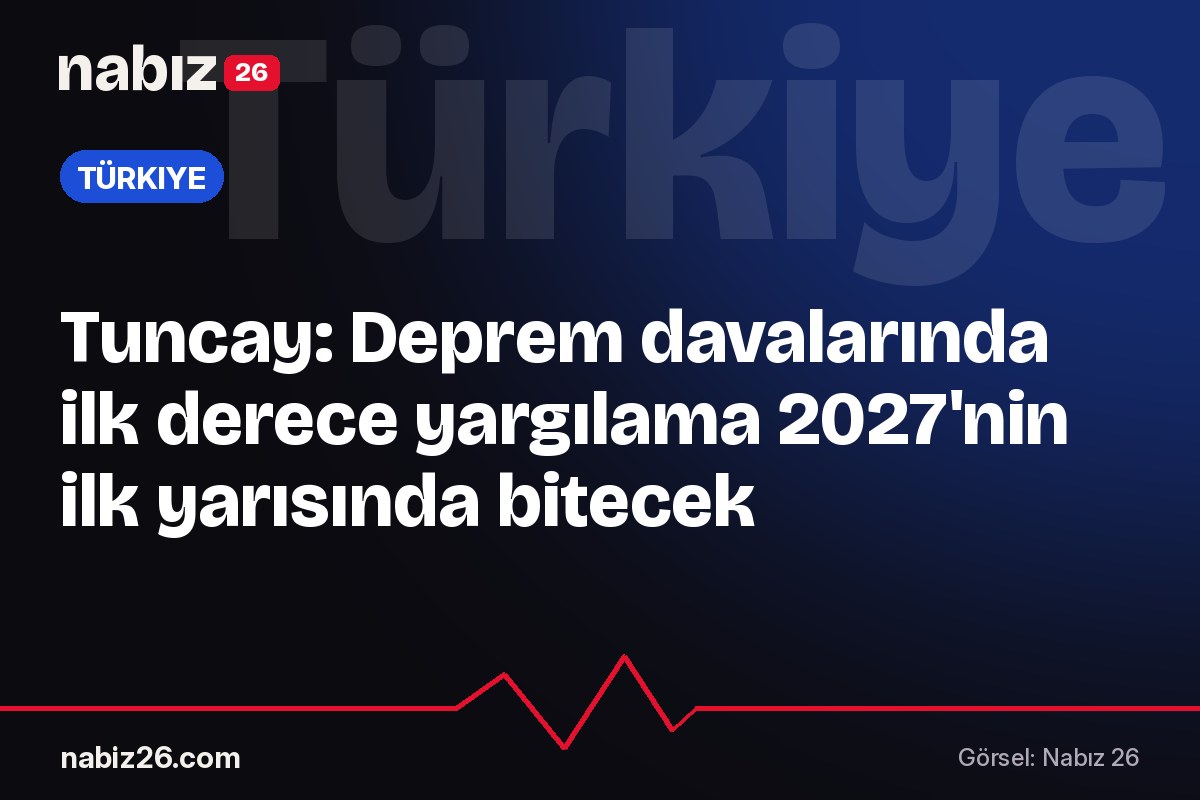 nabız 26
Türkiye
TÜRKIYE
Tuncay: Deprem davalarında
ilk derece yargılama 2027'nin
ilk yarısında bitecek
nabiz26.com
Görsel: Nabız 26